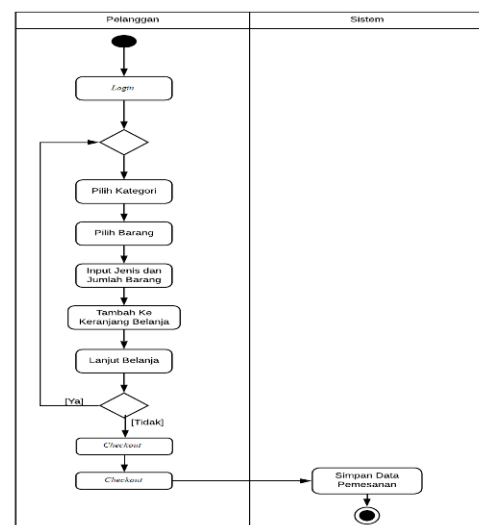 Pelanggan
Sistem
Login
Pilih Kategori
Pilih Barang
Input Jenis dan
Jumlah Barang
Tambah Ke
Keranjang Belanja
Lanjut Belanja
[Ya]
[Tidak]
Checkout
Checkout
Simpan Data
Pemesanan